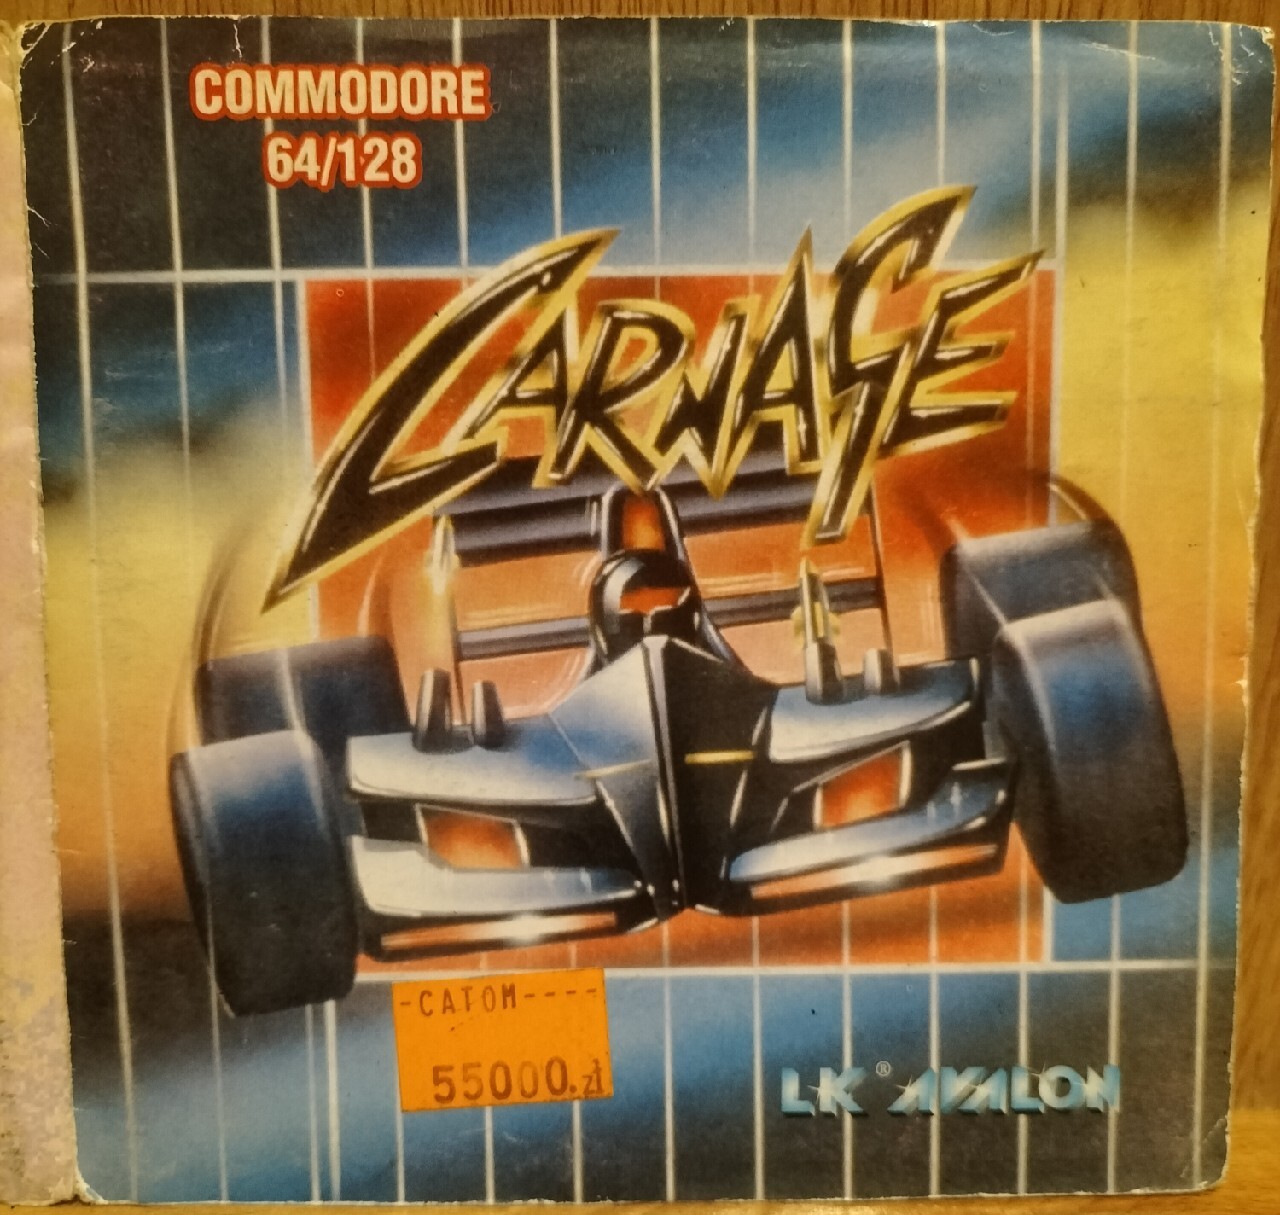 COMMODORE
64/128
CARNAGE
-CATOM----
55000.zł
LK® AVALON